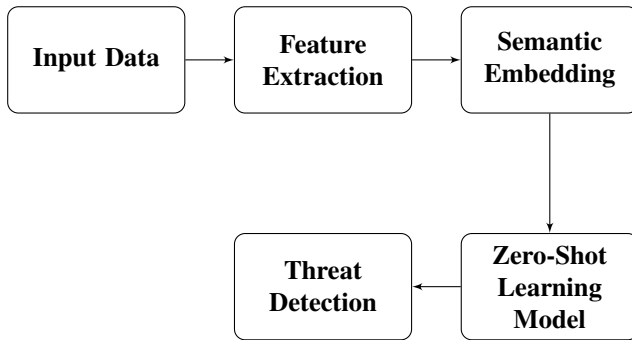 Input Data
Feature
Extraction
Semantic
Embedding
Zero-Shot
Learning
Model
Threat
Detection